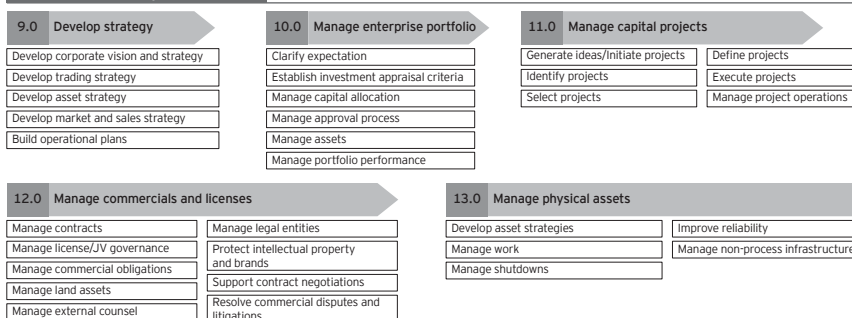 9.0 Develop strategy
Develop corporate vision and strategy
Develop trading strategy
Develop asset strategy
Develop market and sales strategy
Build operational plans
10.0 Manage enterprise portfolio
Clarify expectation
Establish investment appraisal criteria
Manage capital allocation
Manage approval process
Manage assets
Manage portfolio performance
11.0 Manage capital projects
Generate ideas/Initiate projects
Identify projects
Select projects
Define projects
Execute projects
Manage project operations
12.0 Manage commercials and licenses
Manage contracts
Manage license/JV governance
Manage commercial obligations
Manage land assets
Manage external counsel
Manage legal entities
Protect intellectual property
and brands
Support contract negotiations
Resolve commercial disputes and
litigations
13.0 Manage physical assets
Develop asset strategies
Manage work
Manage shutdowns
Improve reliability
Manage non-process infrastructure